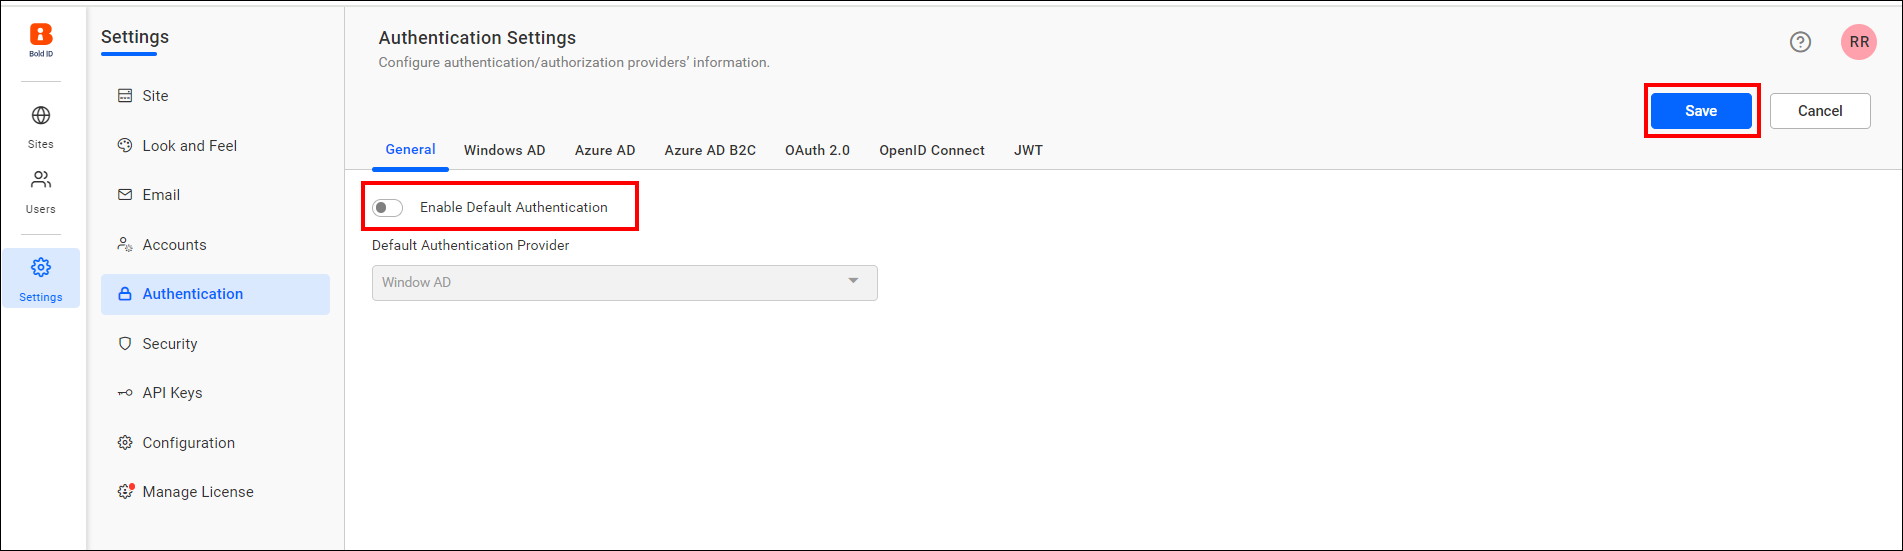 Bold ID
Sites
Users
Settings
Settings
Site
Look and Feel
Email
Accounts
Authentication
Security
API Keys
Configuration
Manage License
Authentication Settings
Configure authentication/authorization providers’ information.
RR
Save
Cancel
General
Windows AD
Azure AD
Azure AD B2C
OAuth 2.0
OpenID Connect
JWT
Enable Default Authentication
Default Authentication Provider
Window AD